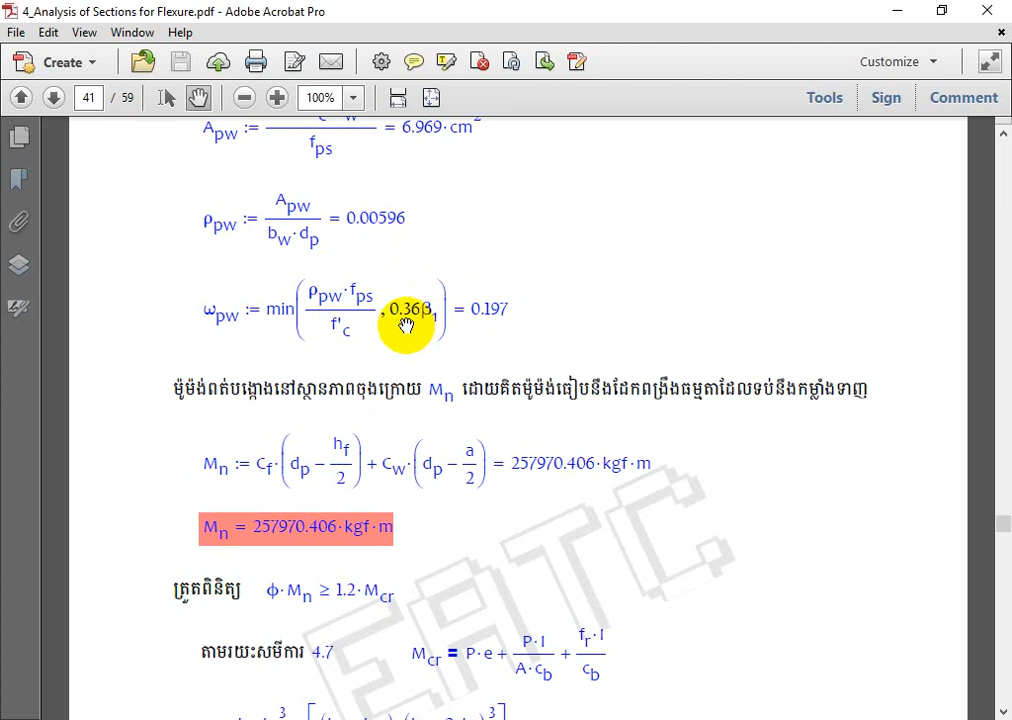 4_Analysis of Sections for Flexure.pdf - Adobe Acrobat Pro
File Edit View Window Help
Create Customize
41 / 59 100% Tools Sign Comment
A_pw := = 6.969·cm²
f_ps
ρ_pw := A_pw / (b_w·d_p) = 0.00596
ω_pw := min(ρ_pw·f_ps / f'_c , 0.36β_1) = 0.197
ម៉ូម៉ង់ពត់បង្កោងនៅស្ថានភាពចុងក្រោយ M_n ដោយគិតម៉ូម៉ង់ធៀបនឹងដែកពង្រឹងធម្មតាដែលទប់នឹងកម្លាំងទាញ
M_n := C_f·(d_p − h_f/2) + C_w·(d_p − a/2) = 257970.406·kgf·m
M_n = 257970.406·kgf·m
ត្រួតពិនិត្យ ϕ·M_n ≥ 1.2·M_cr
តាមរយះសមីការ 4.7 M_cr = P·e + P·I / (A·c_b) + f_r·I / c_b
EATC